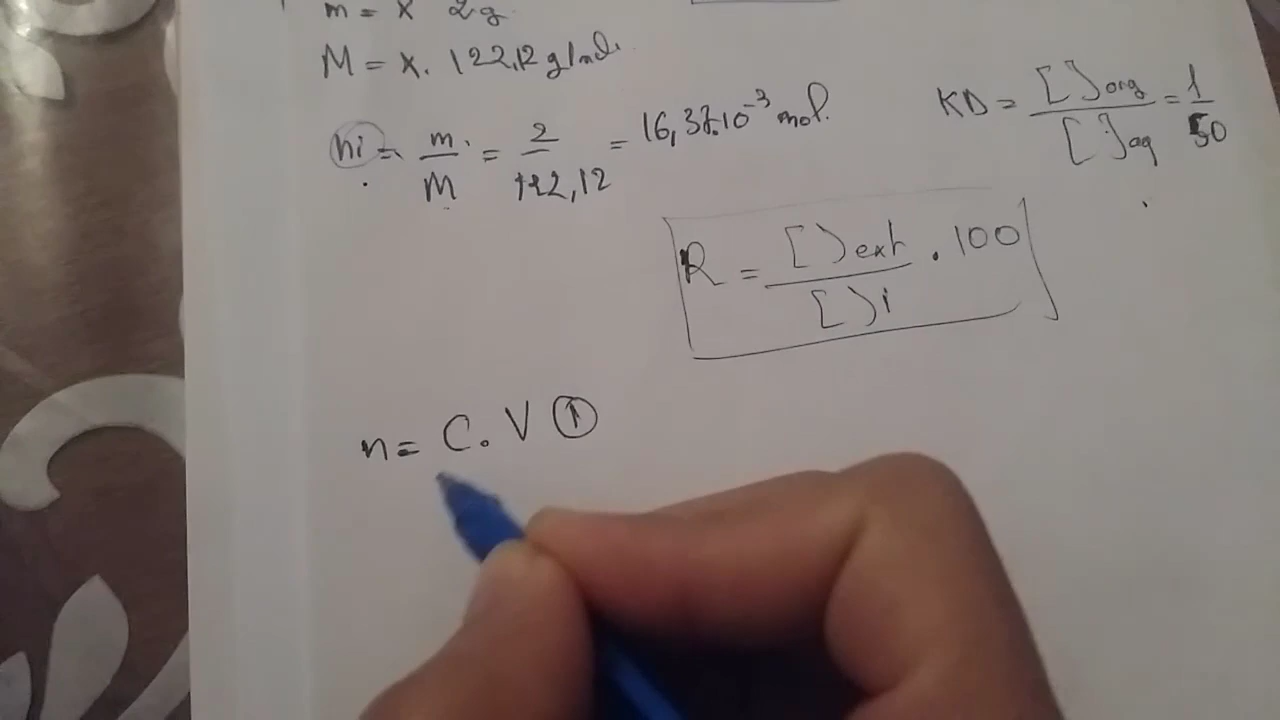 m = x 2g
M = x. 122,12 g/mol.
ni = m/M = 2/122,12 = 16,37.10⁻³ mol.
KD = [ ]org/[ ]aq = 1/50
R = [ ]ext/[ ]i . 100
n = C. V ①